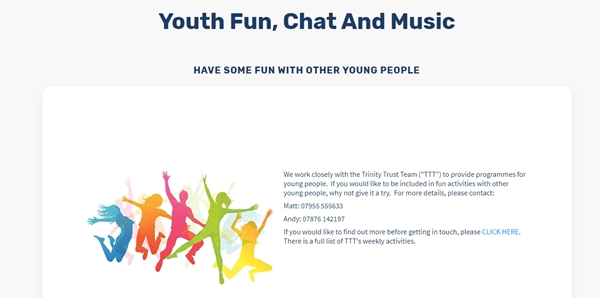 Youth Fun, Chat And Music
HAVE SOME FUN WITH OTHER YOUNG PEOPLE
We work closely with the Trinity Trust Team ("TTT") to provide programmes for
young people. If you would like to be included in fun activities with other
young people, why not give it a try. For more details, please contact:
Matt: 07955 555633
Andy: 07876 142197
If you would like to find out more before getting in touch, please CLICK HERE.
There is a full list of TTT's weekly activities.